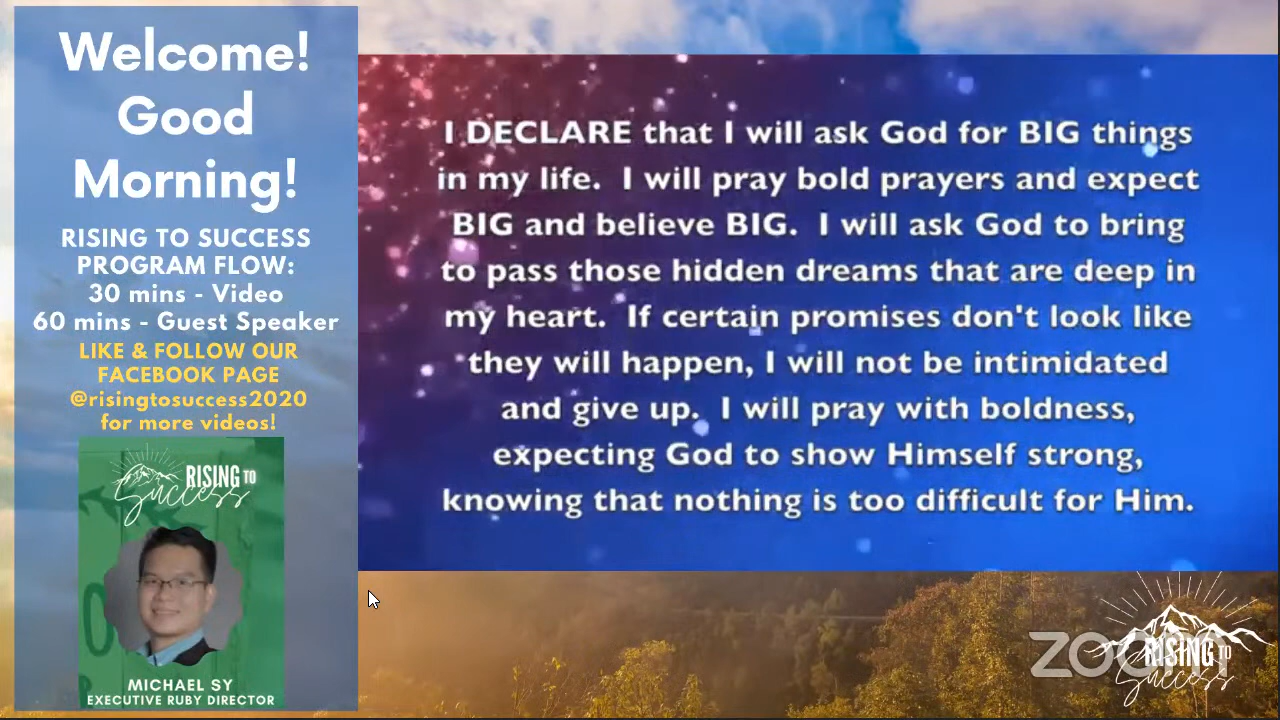 Welcome!
Good
Morning!
RISING TO SUCCESS
PROGRAM FLOW:
30 mins - Video
60 mins - Guest Speaker
LIKE & FOLLOW OUR
FACEBOOK PAGE
@risingtosuccess2020
for more videos!
RISING TO
Success
MICHAEL SY
EXECUTIVE RUBY DIRECTOR
I DECLARE that I will ask God for BIG things
in my life. I will pray bold prayers and expect
BIG and believe BIG. I will ask God to bring
to pass those hidden dreams that are deep in
my heart. If certain promises don't look like
they will happen, I will not be intimidated
and give up. I will pray with boldness,
expecting God to show Himself strong,
knowing that nothing is too difficult for Him.
zoom
RISING TO
Success